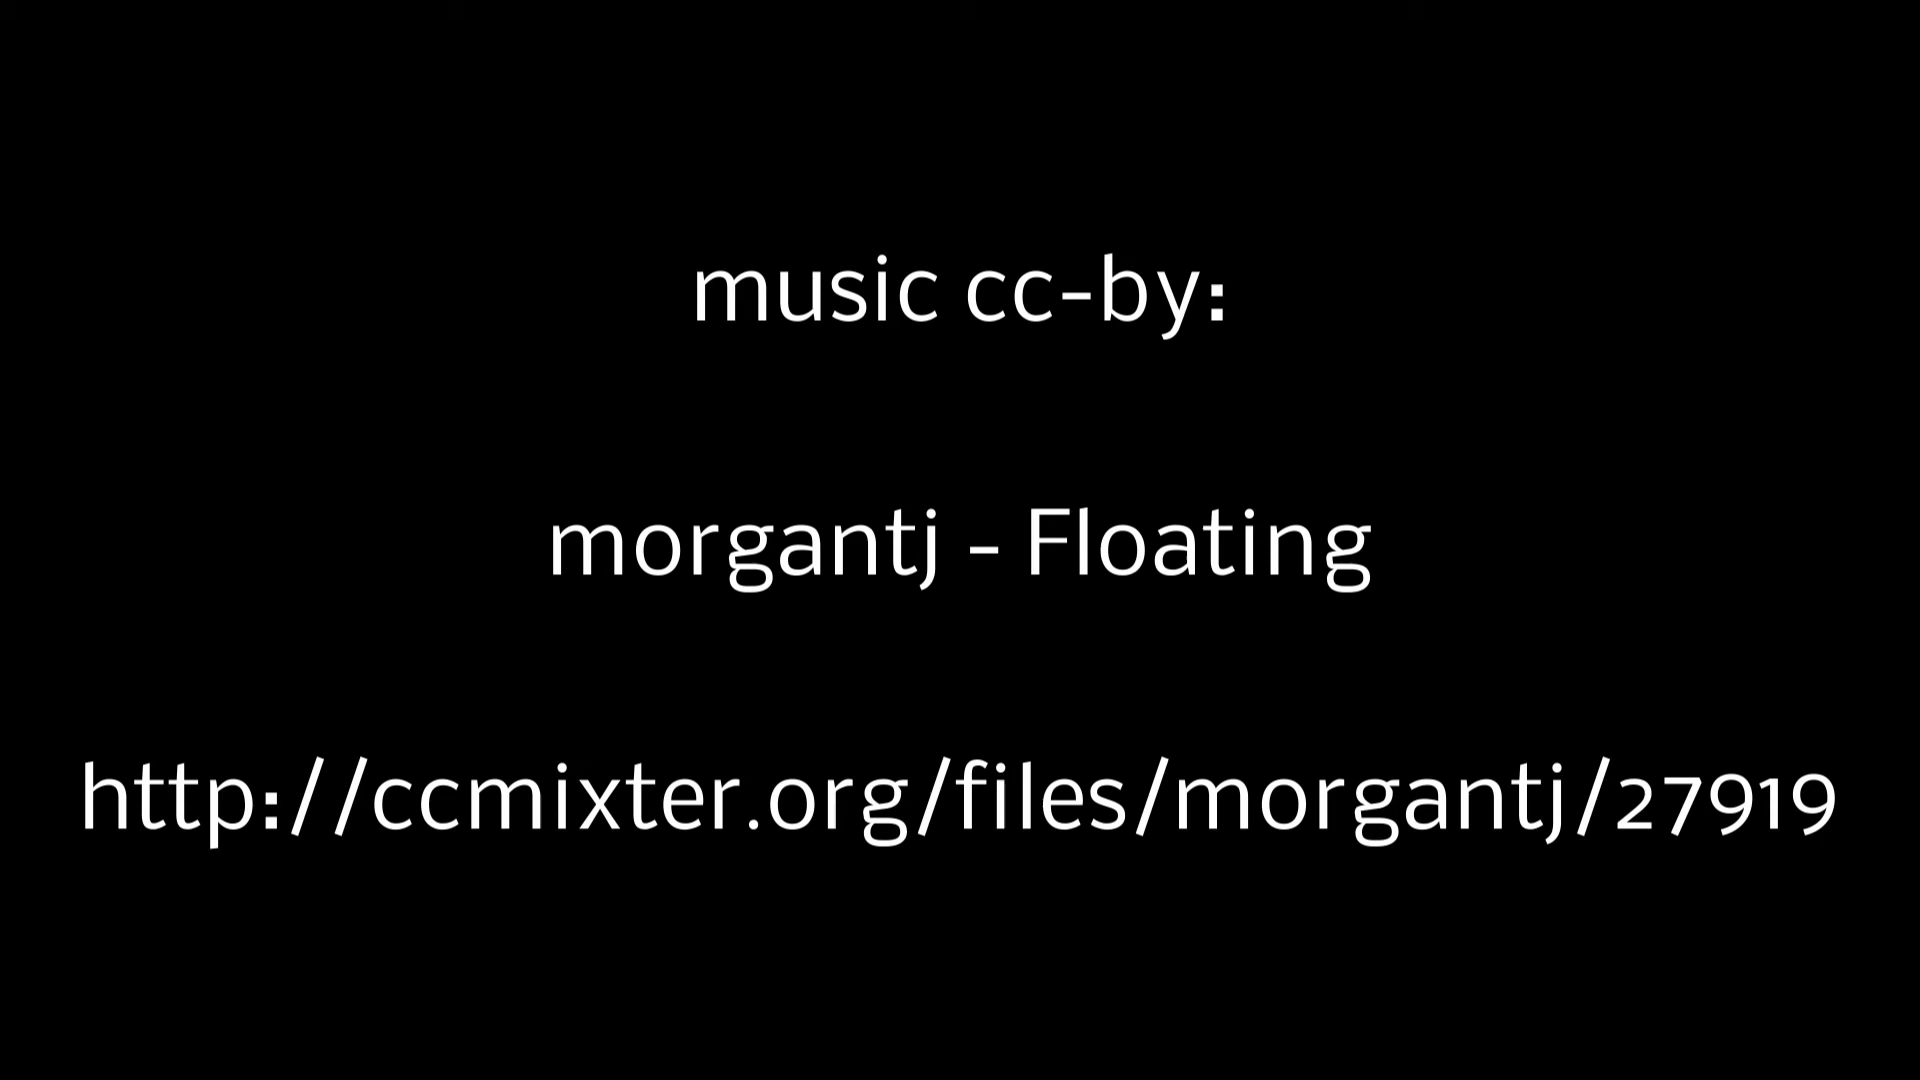 music cc-by:
morgantj - Floating
http://ccmixter.org/files/morgantj/27919